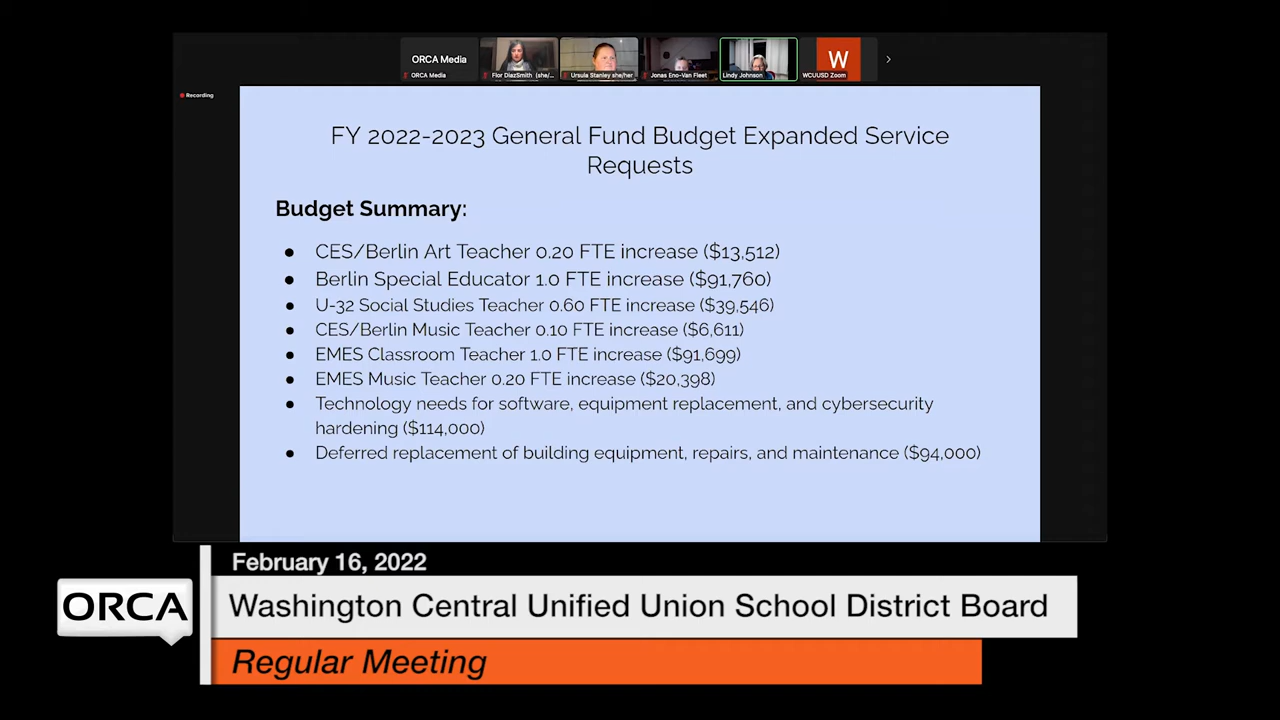 ORCA Media
W
ORCA Media
Flor DiazSmith (she/...
Ursula Stanley she/her
Jonas Eno-Van Fleet
Lindy Johnson
WCUUSD Zoom
Recording
FY 2022-2023 General Fund Budget Expanded Service
Requests
Budget Summary:
● CES/Berlin Art Teacher 0.20 FTE increase ($13,512)
● Berlin Special Educator 1.0 FTE increase ($91,760)
● U-32 Social Studies Teacher 0.60 FTE increase ($39,546)
● CES/Berlin Music Teacher 0.10 FTE increase ($6,611)
● EMES Classroom Teacher 1.0 FTE increase ($91,699)
● EMES Music Teacher 0.20 FTE increase ($20,398)
● Technology needs for software, equipment replacement, and cybersecurity
hardening ($114,000)
● Deferred replacement of building equipment, repairs, and maintenance ($94,000)
February 16, 2022
ORCA
Washington Central Unified Union School District Board
Regular Meeting